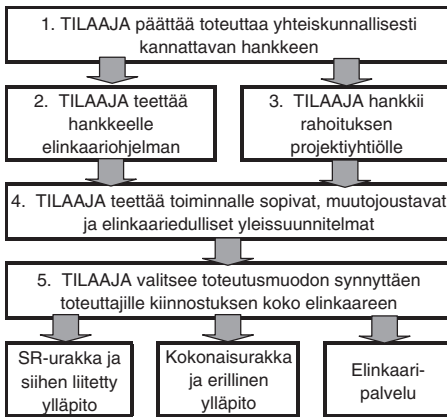 1. TILAAJA päättää toteuttaa yhteiskunnallisesti
kannattavan hankkeen
2. TILAAJA teettää
hankkeelle
elinkaariohjelman
3. TILAAJA hankkii
rahoituksen
projektiyhtiölle
4. TILAAJA teettää toiminnalle sopivat, muutojoustavat
ja elinkaariedulliset yleissuunnitelmat
5. TILAAJA valitsee toteutusmuodon synnyttäen
toteuttajille kiinnostuksen koko elinkaareen
SR-urakka ja
siihen liitetty
ylläpito
Kokonaisurakka
ja erillinen
ylläpito
Elinkaari-
palvelu